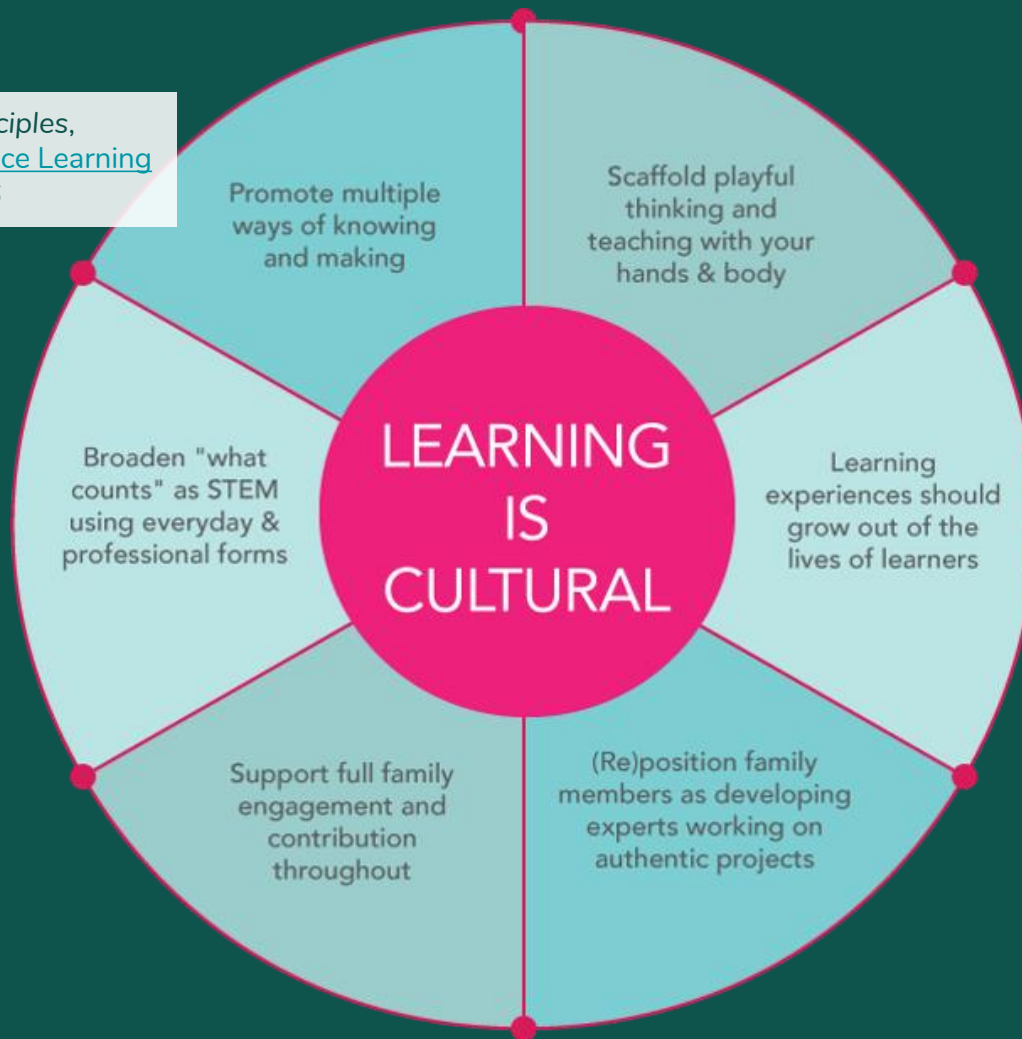 ciples,
ce Learning
Promote multiple
ways of knowing
and making
Scaffold playful
thinking and
teaching with your
hands & body
Broaden "what
counts" as STEM
using everyday &
professional forms
LEARNING
IS
CULTURAL
Learning
experiences should
grow out of the
lives of learners
Support full family
engagement and
contribution
throughout
(Re)position family
members as developing
experts working on
authentic projects